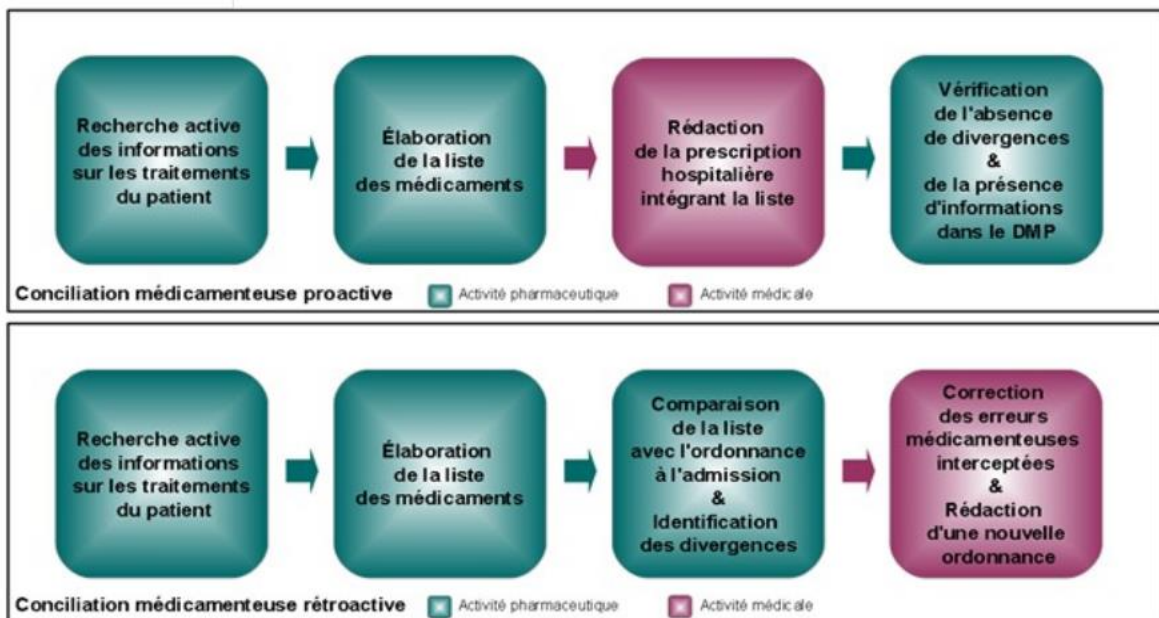 Recherche active
des informations
sur les traitements
du patient
Élaboration
de la liste
des médicaments
Rédaction
de la prescription
hospitalière
intégrant la liste
Vérification
de l'absence
de divergences
&
de la présence
d'informations
dans le DMP
Conciliation médicamenteuse proactive
Activité pharmaceutique
Activité médicale
Recherche active
des informations
sur les traitements
du patient
Élaboration
de la liste
des médicaments
Comparaison
de la liste
avec l'ordonnance
à l'admission
&
Identification
des divergences
Correction
des erreurs
médicamenteuses
interceptées
&
Rédaction
d'une nouvelle
ordonnance
Conciliation médicamenteuse rétroactive
Activité pharmaceutique
Activité médicale